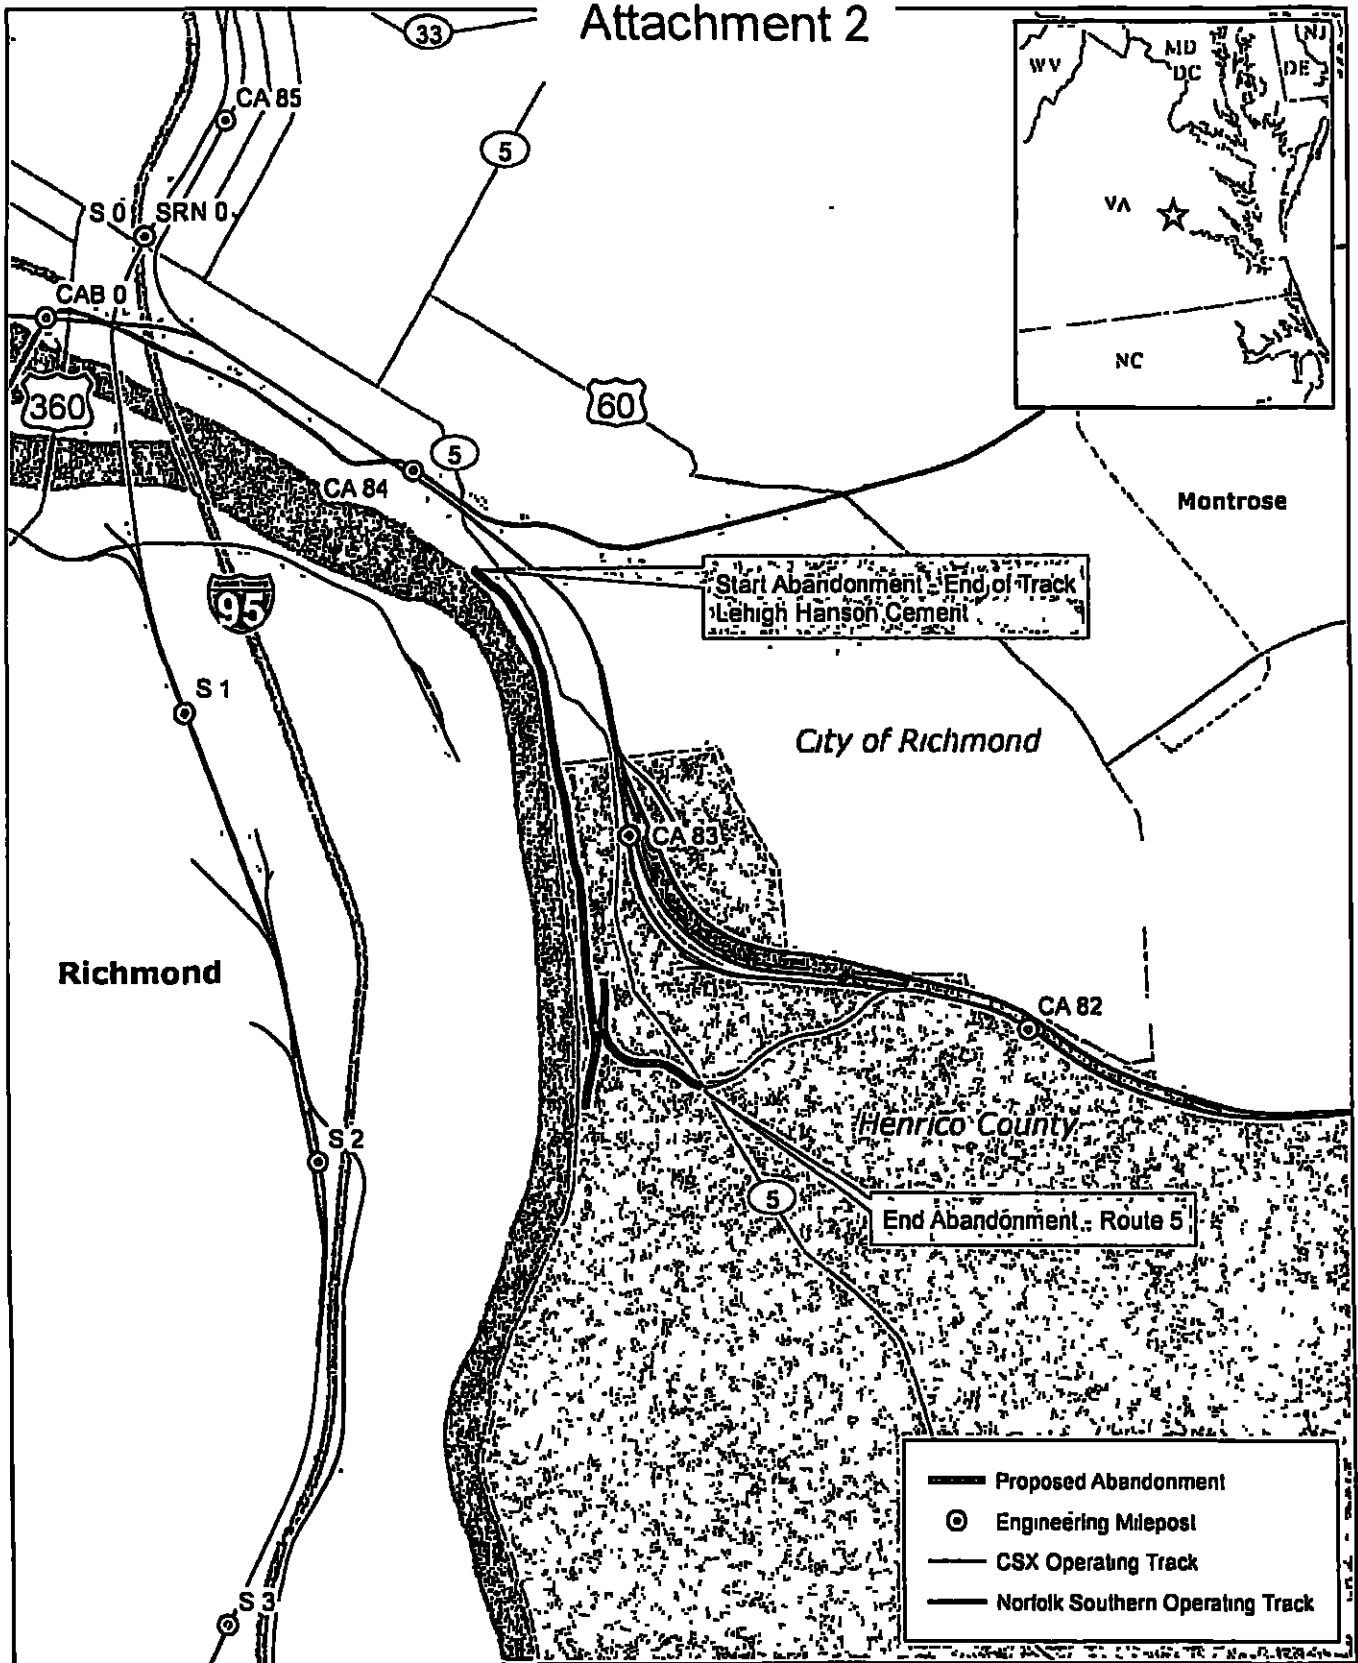 Attachment 2
33
NJ
MD
WV
DC
DE
CA 85
5
VA
S 0
SRN 0
CAB 0
NC
360
60
5
CA 84
Montrose
Start Abandonment - End of Track
Lehigh Hanson Cement
95
S 1
City of Richmond
CA 83
Richmond
CA 82
Henrico County
S 2
5
End Abandonment - Route 5
Proposed Abandonment
Engineering Milepost
CSX Operating Track
Norfolk Southern Operating Track
S 3